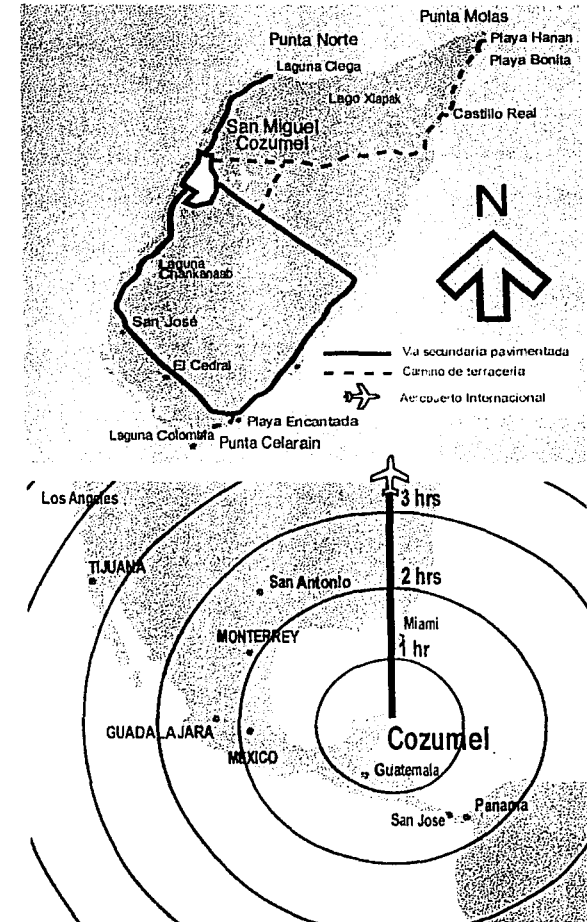 Punta Molas
Playa Hanan
Punta Norte
Playa Bonita
Laguna Ciega
Lago Xlapak
Castillo Real
San Miguel
Cozumel
N
Laguna
Chankanaab
San José
El Cedral
Via secundaria pavimentada
Camino de terraceria
Aeropuerto Internacional
Playa Encantada
Laguna Colombia
Punta Celarain
Los Angeles
3 hrs
TIJUANA
2 hrs
San Antonio
Miami
MONTERREY
1 hr
GUADALAJARA
MEXICO
Cozumel
Guatemala
Panama
San Jose